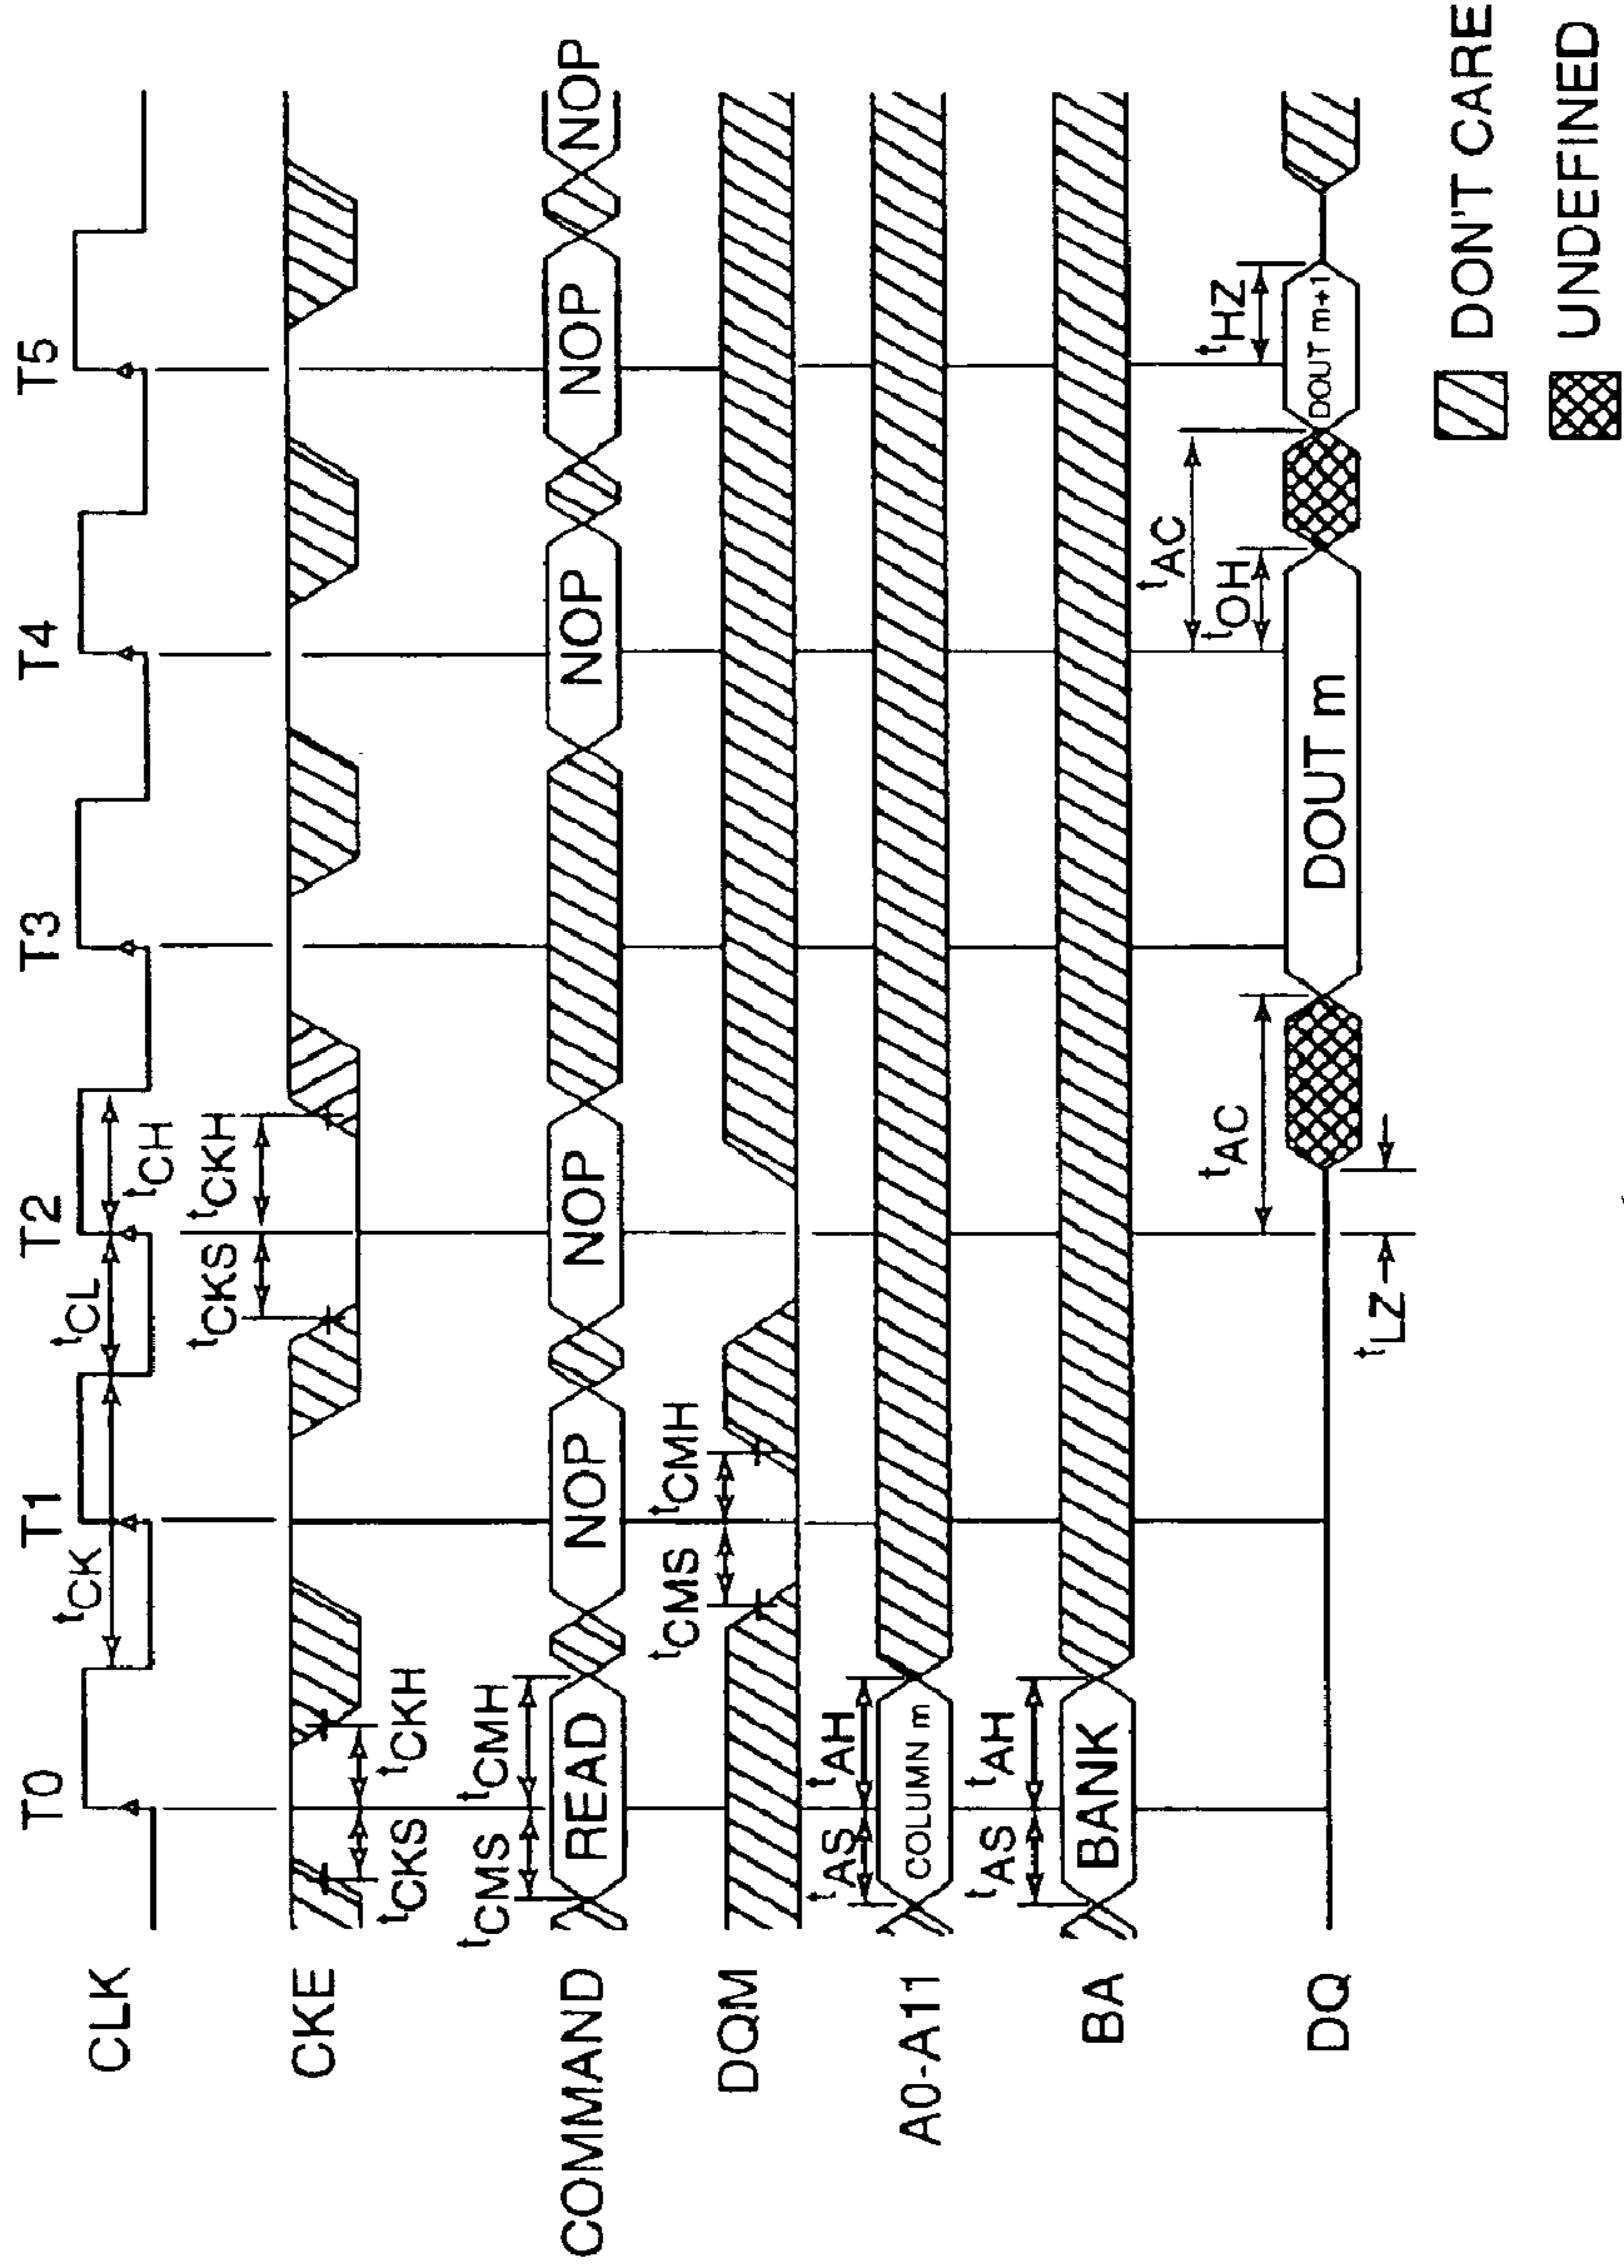 T0 T1 T2 T3 T4 T5
CLK
tCK tCL tCH
CKE
tCKS tCKH tCKS tCKH
tCMS tCMH
COMMAND READ NOP NOP NOP NOP NOP
tCMS tCMH
DQM
tAS tAH
A0-A11 COLUMN m
tAS tAH
BA BANK
tAC tAC
tOH tHZ
DQ DOUT m DOUT m+1
tLZ
DON'T CARE
UNDEFINED